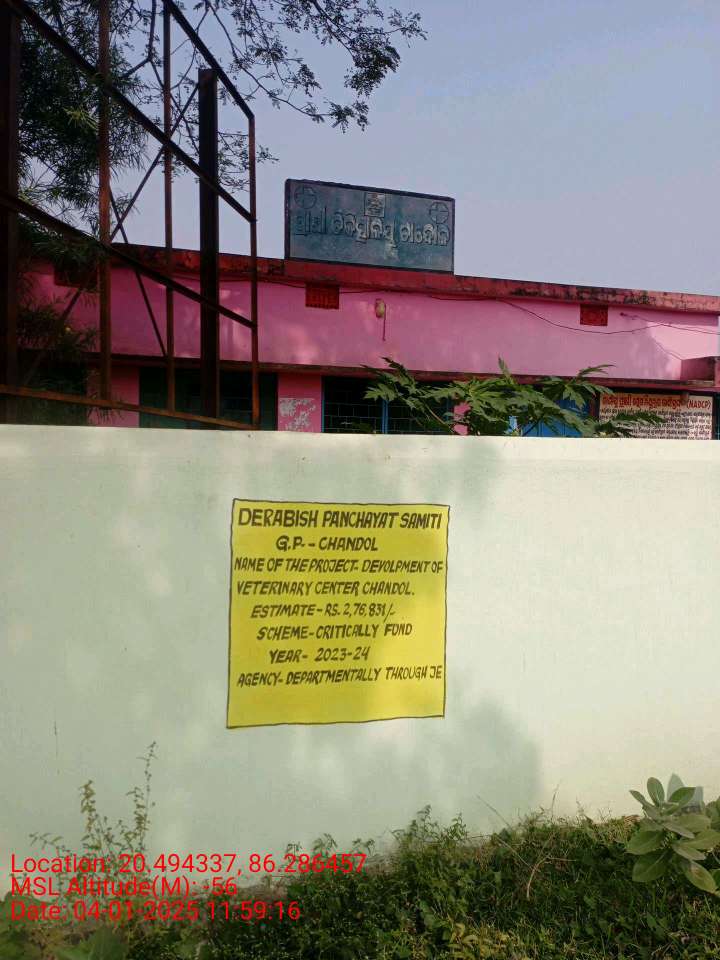 ପ୍ରାଣୀ ଚିକିତ୍ସାଳୟ ଚାନ୍ଦୋଳ
(NADCP)
DERABISH PANCHAYAT SAMITI
G.P. - CHANDOL
NAME OF THE PROJECT- DEVOLPMENT OF
VETERINARY CENTER CHANDOL.
ESTIMATE - RS. 2,76,831/-
SCHEME - CRITICALLY FUND
YEAR - 2023-24
AGENCY - DEPARTMENTALLY THROUGH JE
Location: 20.494337, 86.286457
MSL Altitude(M): -56
Date: 04-01-2025 11:59:16